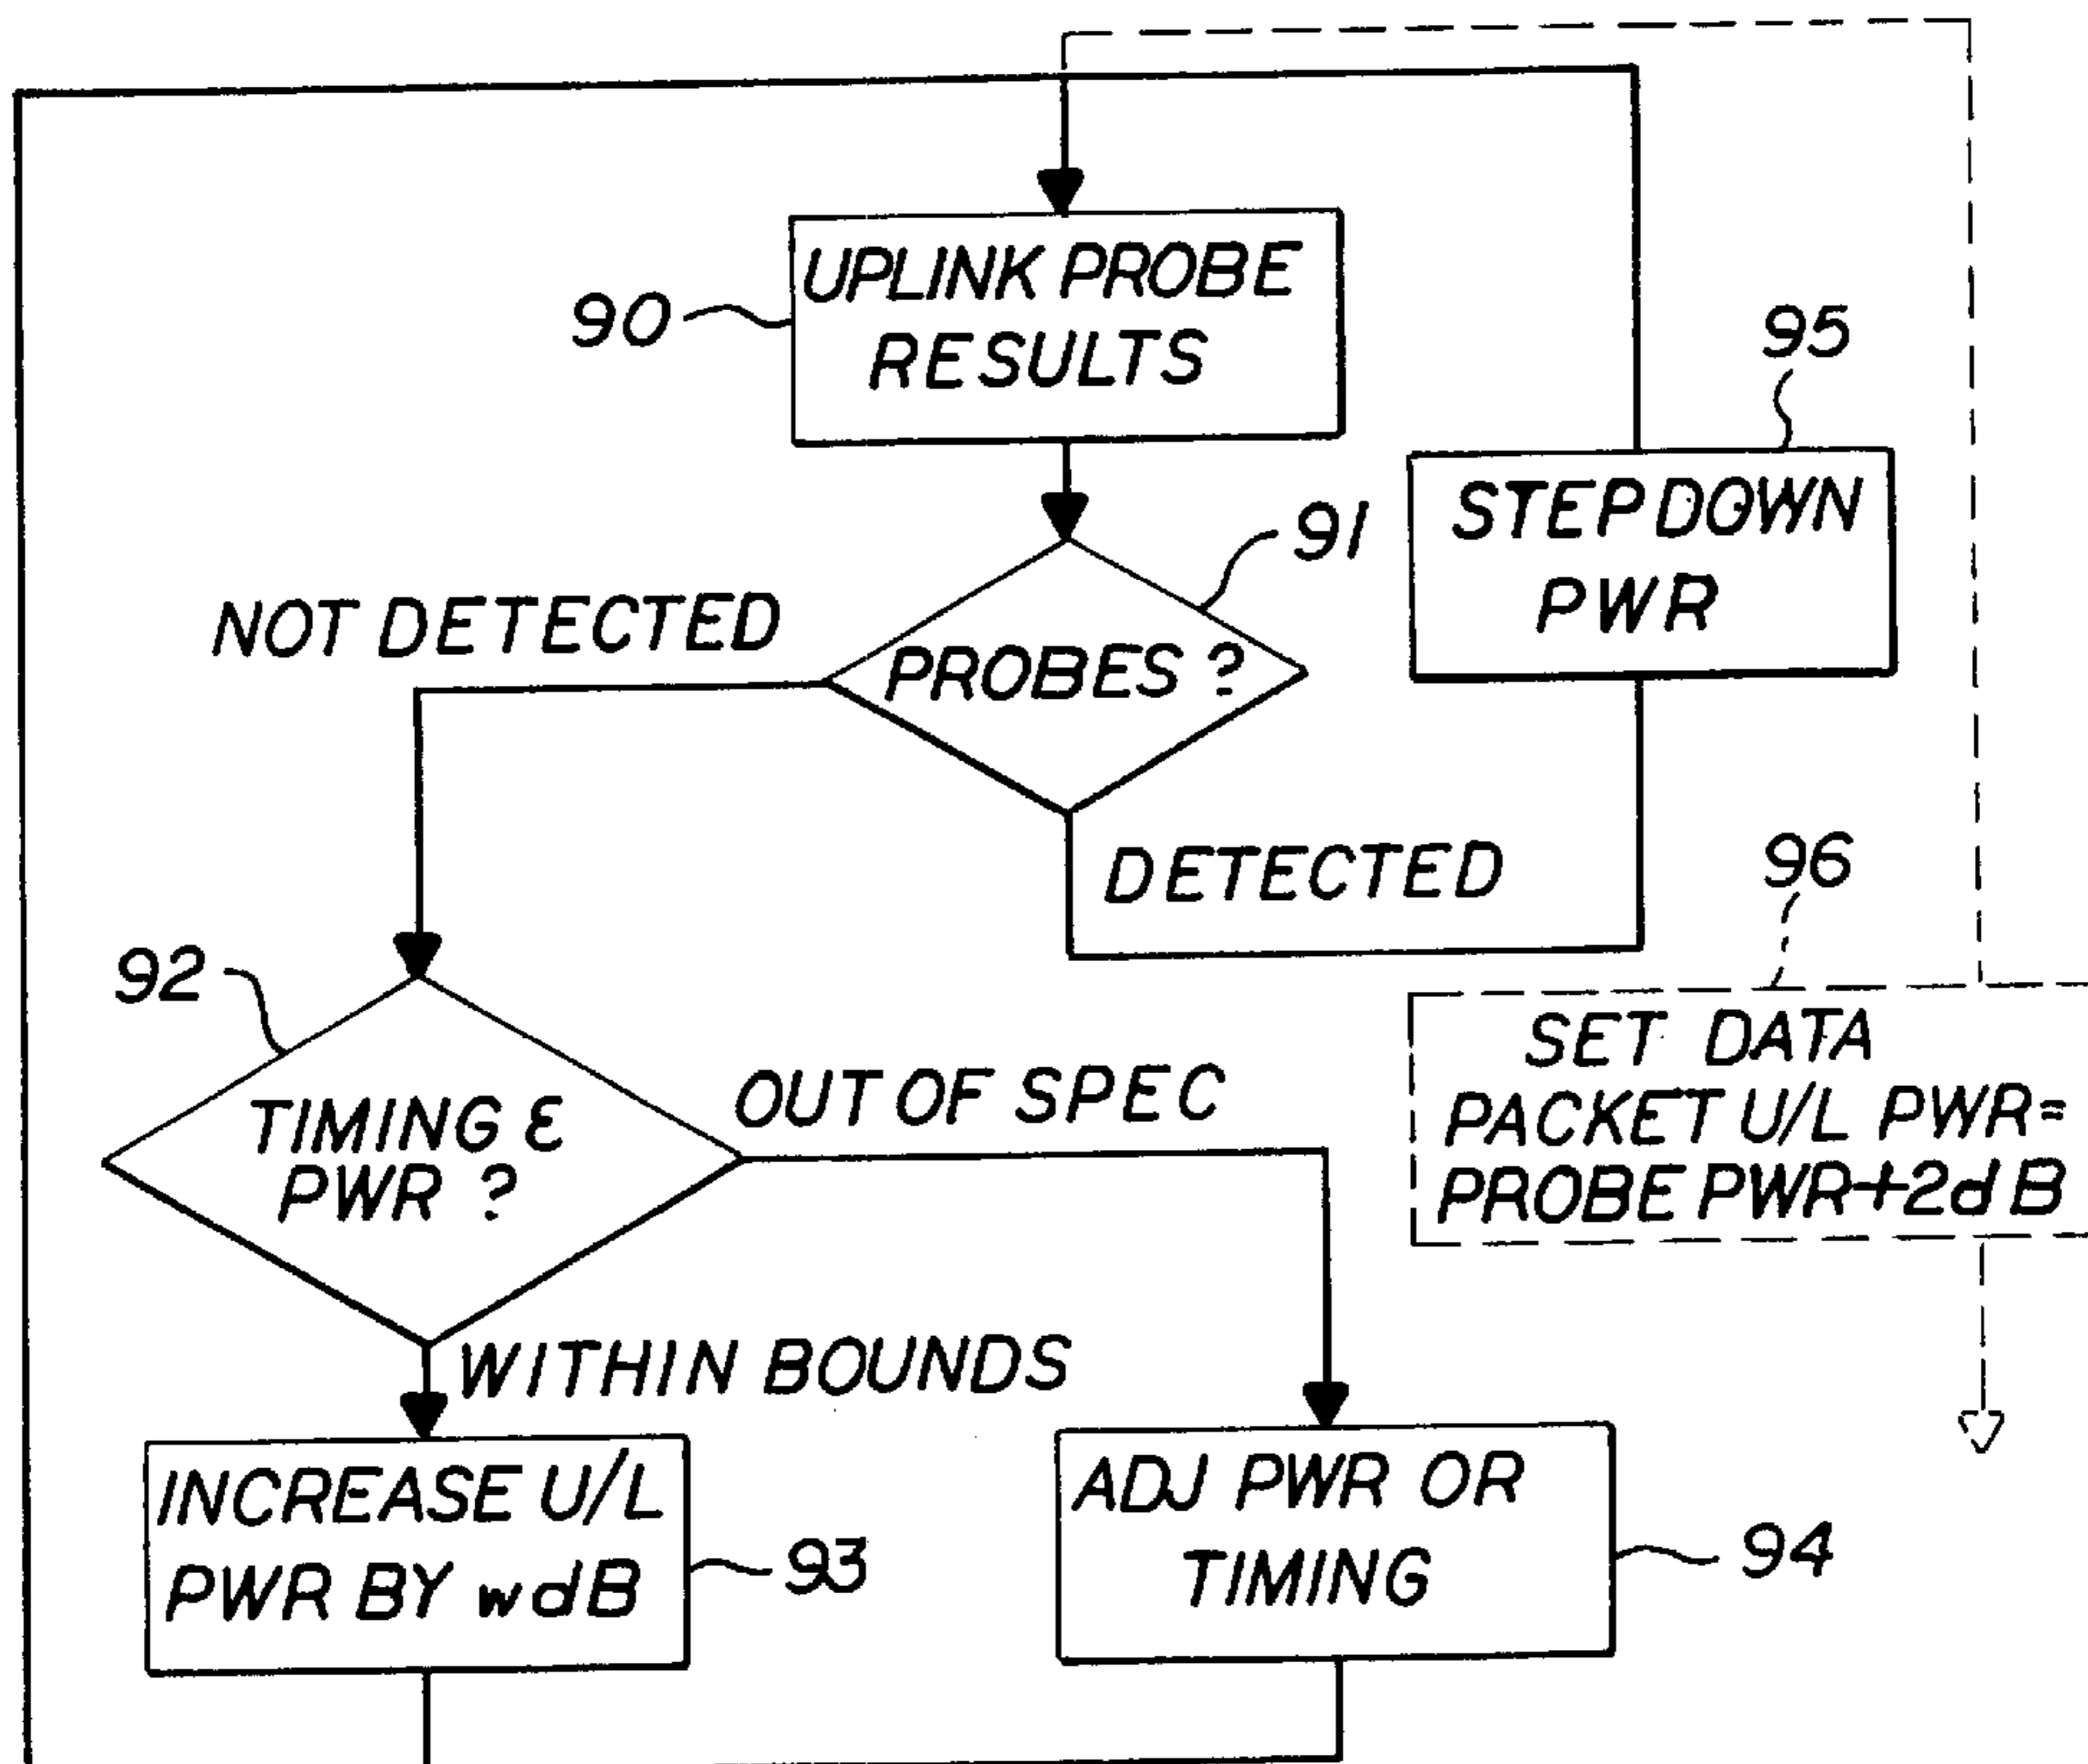 UPLINK PROBE
RESULTS
90
95
STEP DOWN
PWR
91
NOT DETECTED
PROBES ?
DETECTED
96
92
SET DATA
PACKET U/L PWR=
PROBE PWR+2dB
TIMING &
PWR ?
OUT OF SPEC
WITHIN BOUNDS
INCREASE U/L
PWR BY wdB
93
ADJ PWR OR
TIMING
94